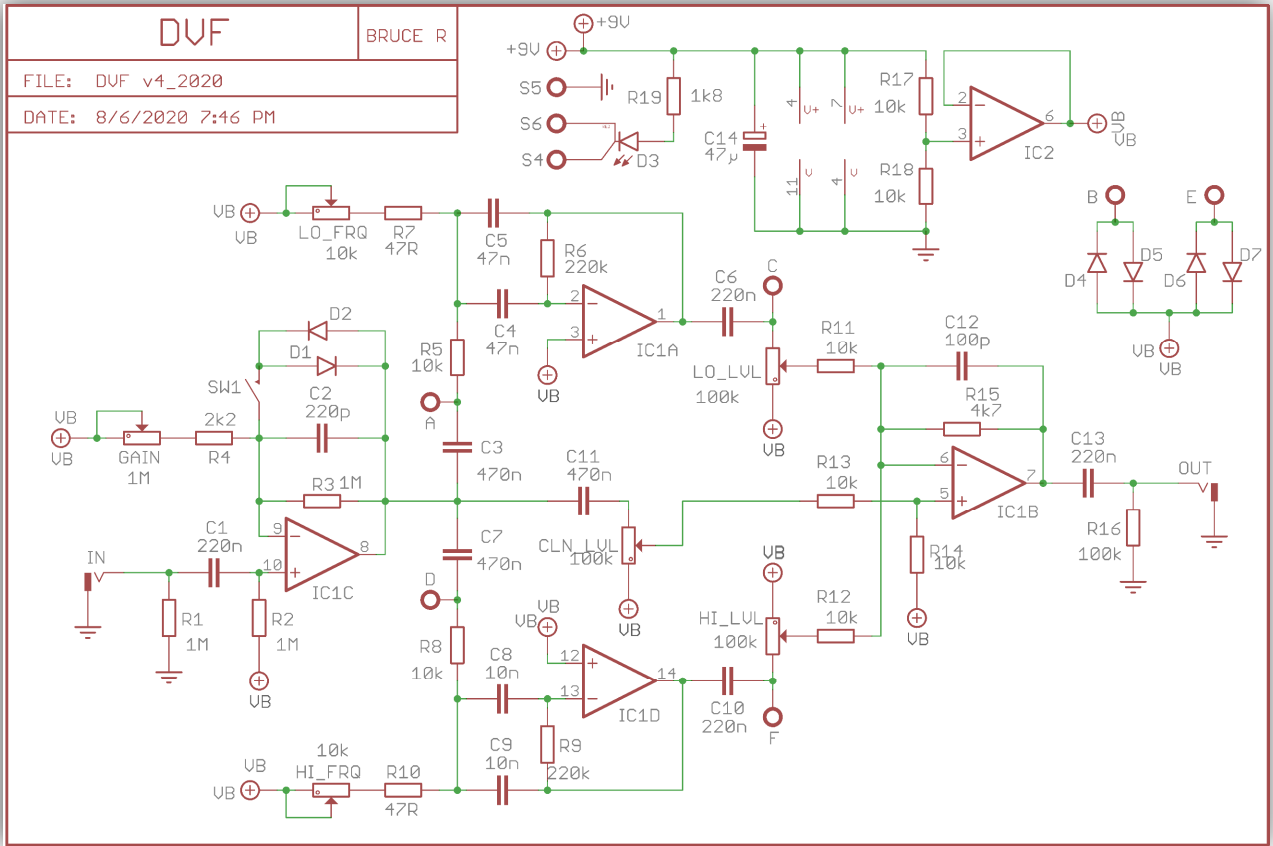 DVF
BRUCE R
FILE: DVF v4_2020
DATE: 8/6/2020 7:46 PM
+9V
+9V
S5
S6
S4
R19
1k8
D3
C14
47µ
+
4
V+
7
V+
11
V
4
V
R17
10k
R18
10k
2
3
6
IC2
VB
VB
B
E
D4
D5
D6
D7
VB
VB
VB
VB
LO_FRQ
10k
R7
47R
C5
47n
R6
220k
C4
47n
2
3
1
IC1A
VB
C6
220n
C
LO_LVL
100k
VB
R11
10k
C12
100p
R15
4k7
D2
D1
SW1
C2
220p
R5
10k
A
VB
VB
GAIN
1M
2k2
R4
R3
1M
C3
470n
C11
470n
CLN_LVL
100k
VB
R13
10k
6
5
7
IC1B
C13
220n
OUT
R16
100k
R14
10k
VB
IN
C1
220n
9
10
8
IC1C
R1
1M
R2
1M
VB
C7
470n
D
R8
10k
VB
VB
12
13
14
IC1D
C8
10n
C9
10n
R9
220k
C10
220n
VB
HI_LVL
100k
R12
10k
F
VB
VB
10k
HI_FRQ
R10
47R